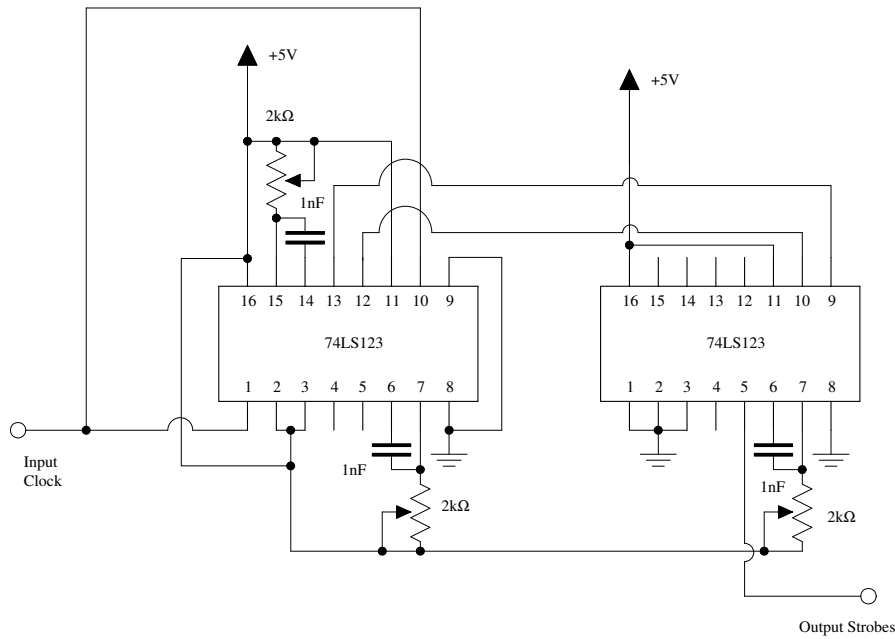 +5V
+5V
2kΩ
1nF
16 15 14 13 12 11 10 9
16 15 14 13 12 11 10 9
74LS123
74LS123
1 2 3 4 5 6 7 8
1 2 3 4 5 6 7 8
Input
Clock
1nF
1nF
2kΩ
2kΩ
Output Strobes